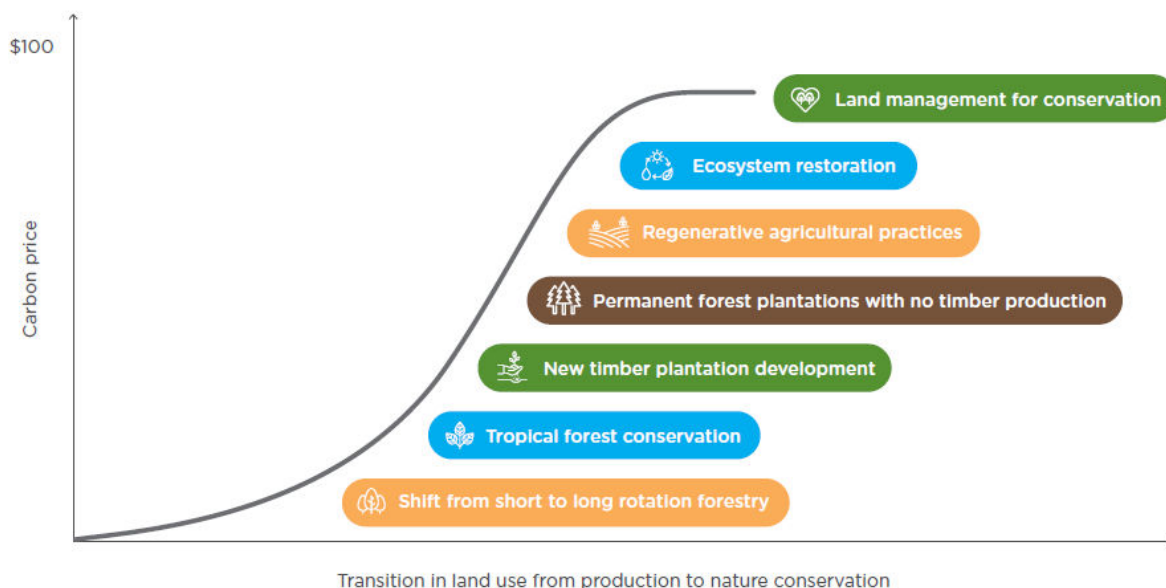 $100
Land management for conservation
Ecosystem restoration
Regenerative agricultural practices
Carbon price
Permanent forest plantations with no timber production
New timber plantation development
Tropical forest conservation
Shift from short to long rotation forestry
Transition in land use from production to nature conservation